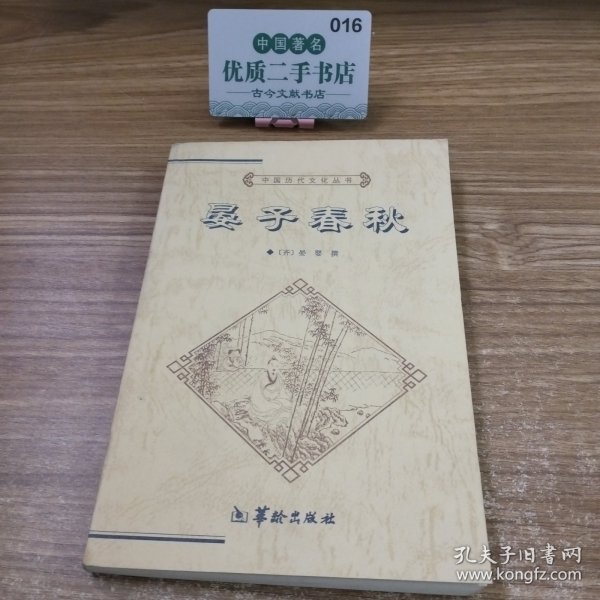 016
中国著名
优质二手书店
古今文献书店
中国历代文化丛书
晏子春秋
◆〔齐〕晏 婴 撰
华龄出版社
孔夫子旧书网
www.kongfz.com